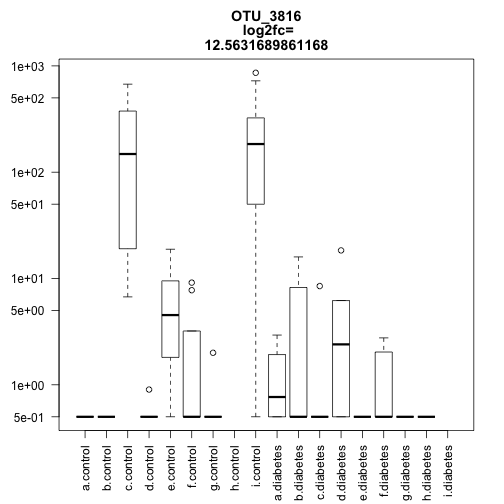 OTU_3816
log2fc=
12.5631689861168
1e+03
5e+02
1e+02
5e+01
1e+01
5e+00
1e+00
5e-01
a.control
b.control
c.control
d.control
e.control
f.control
g.control
h.control
i.control
a.diabetes
b.diabetes
c.diabetes
d.diabetes
e.diabetes
f.diabetes
g.diabetes
h.diabetes
i.diabetes